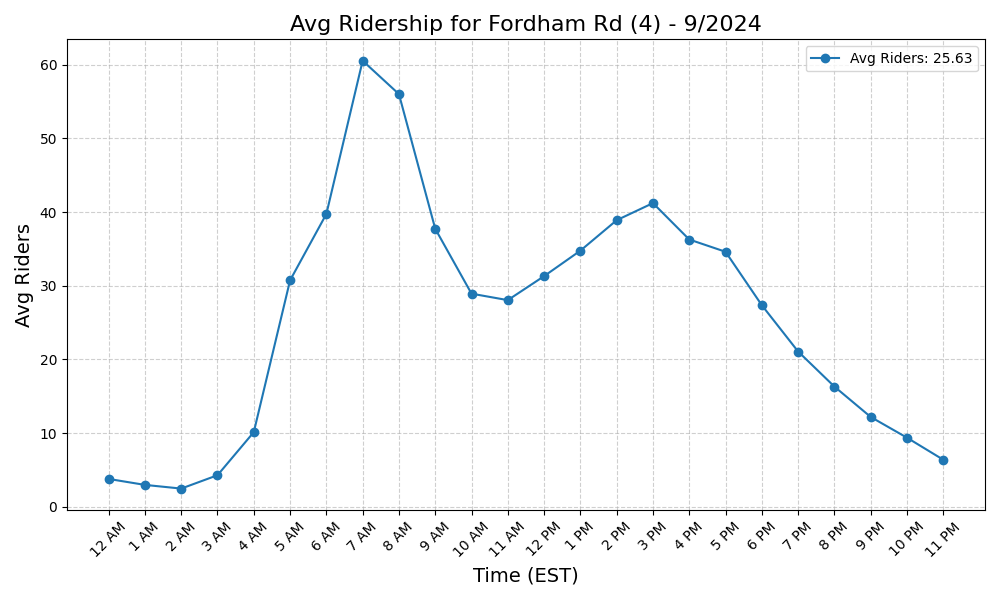 Avg Ridership for Fordham Rd (4) - 9/2024
Avg Riders: 25.63
Avg Riders
60
50
40
30
20
10
0
12 AM
1 AM
2 AM
3 AM
4 AM
5 AM
6 AM
7 AM
8 AM
9 AM
10 AM
11 AM
12 PM
1 PM
2 PM
3 PM
4 PM
5 PM
6 PM
7 PM
8 PM
9 PM
10 PM
11 PM
Time (EST)